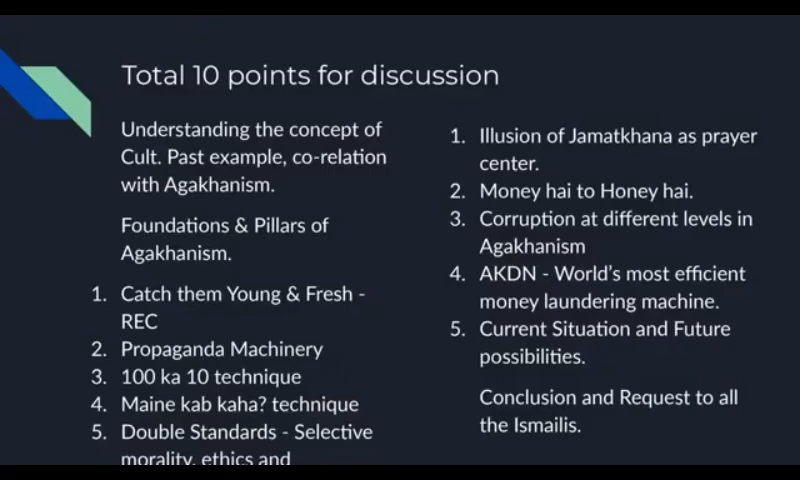 Total 10 points for discussion
Understanding the concept of
Cult. Past example, co-relation
with Agakhanism.
Foundations & Pillars of
Agakhanism.
1. Catch them Young & Fresh -
REC
2. Propaganda Machinery
3. 100 ka 10 technique
4. Maine kab kaha? technique
5. Double Standards - Selective
morality, ethics and
1. Illusion of Jamatkhana as prayer
center.
2. Money hai to Honey hai.
3. Corruption at different levels in
Agakhanism
4. AKDN - World's most efficient
money laundering machine.
5. Current Situation and Future
possibilities.
Conclusion and Request to all
the Ismailis.